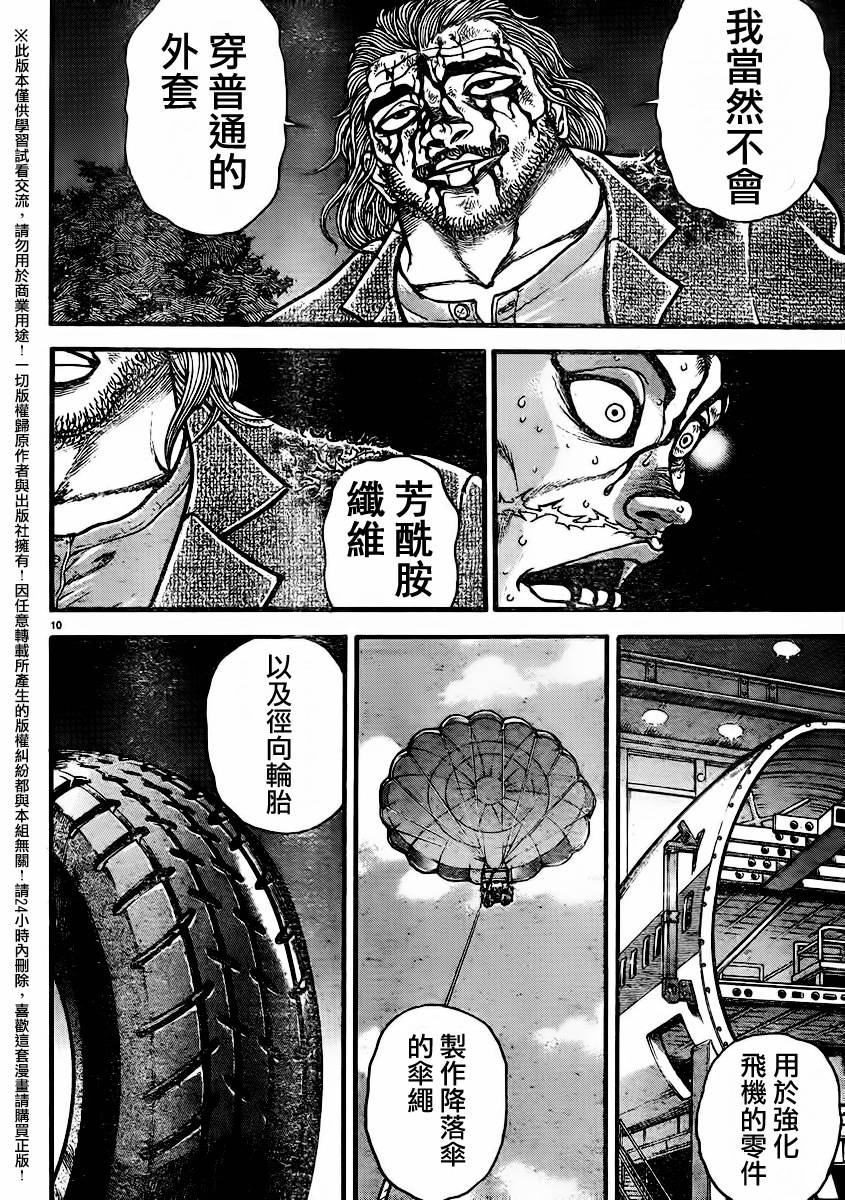 我當然不會
穿普通的
外套
芳酰胺
纖維
用於強化
飛機的零件
製作降落傘
的傘繩
以及徑向輪胎
10
※此版本僅供學習試看交流，請勿用於商業用途！一切版權歸原作者與出版社擁有！因任意轉載所產生的版權糾紛都與本組無關！請24小時內刪除，喜歡這套漫畫請購買正版！